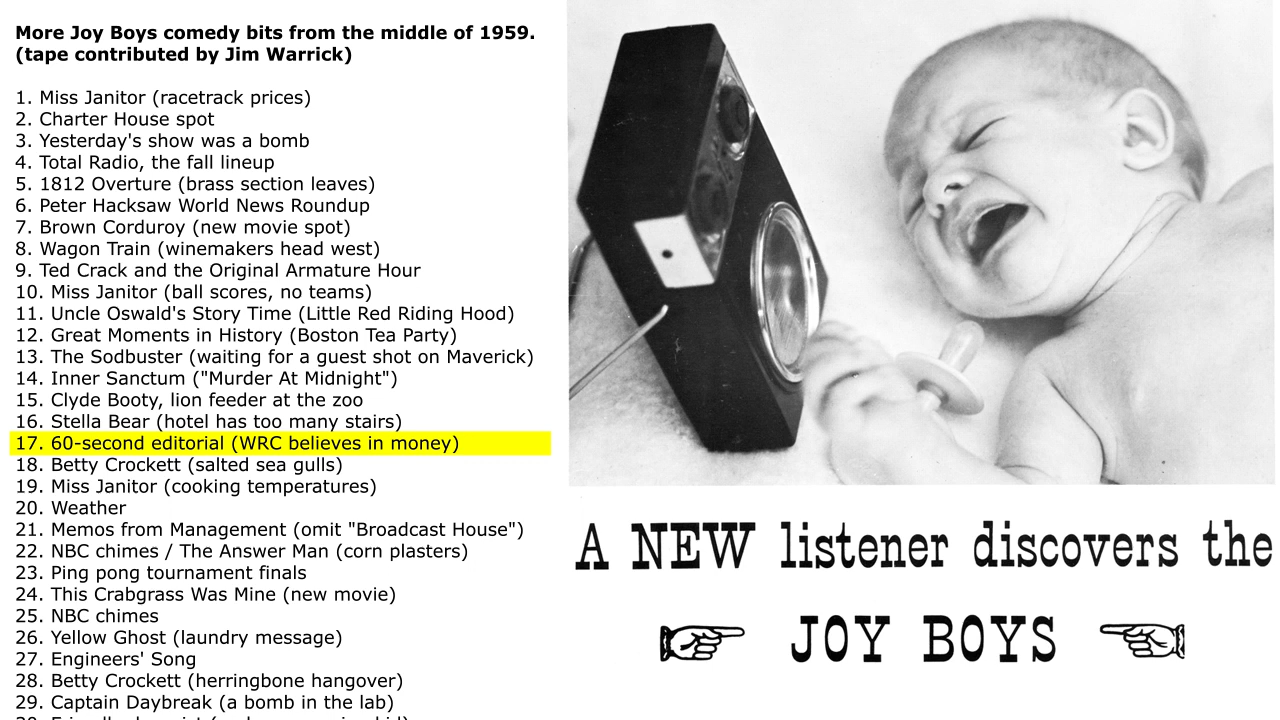 More Joy Boys comedy bits from the middle of 1959.
(tape contributed by Jim Warrick)
1. Miss Janitor (racetrack prices)
2. Charter House spot
3. Yesterday's show was a bomb
4. Total Radio, the fall lineup
5. 1812 Overture (brass section leaves)
6. Peter Hacksaw World News Roundup
7. Brown Corduroy (new movie spot)
8. Wagon Train (winemakers head west)
9. Ted Crack and the Original Armature Hour
10. Miss Janitor (ball scores, no teams)
11. Uncle Oswald's Story Time (Little Red Riding Hood)
12. Great Moments in History (Boston Tea Party)
13. The Sodbuster (waiting for a guest shot on Maverick)
14. Inner Sanctum ("Murder At Midnight")
15. Clyde Booty, lion feeder at the zoo
16. Stella Bear (hotel has too many stairs)
17. 60-second editorial (WRC believes in money)
18. Betty Crockett (salted sea gulls)
19. Miss Janitor (cooking temperatures)
20. Weather
21. Memos from Management (omit "Broadcast House")
22. NBC chimes / The Answer Man (corn plasters)
23. Ping pong tournament finals
24. This Crabgrass Was Mine (new movie)
25. NBC chimes
26. Yellow Ghost (laundry message)
27. Engineers' Song
28. Betty Crockett (herringbone hangover)
29. Captain Daybreak (a bomb in the lab)
A NEW listener discovers the
JOY BOYS